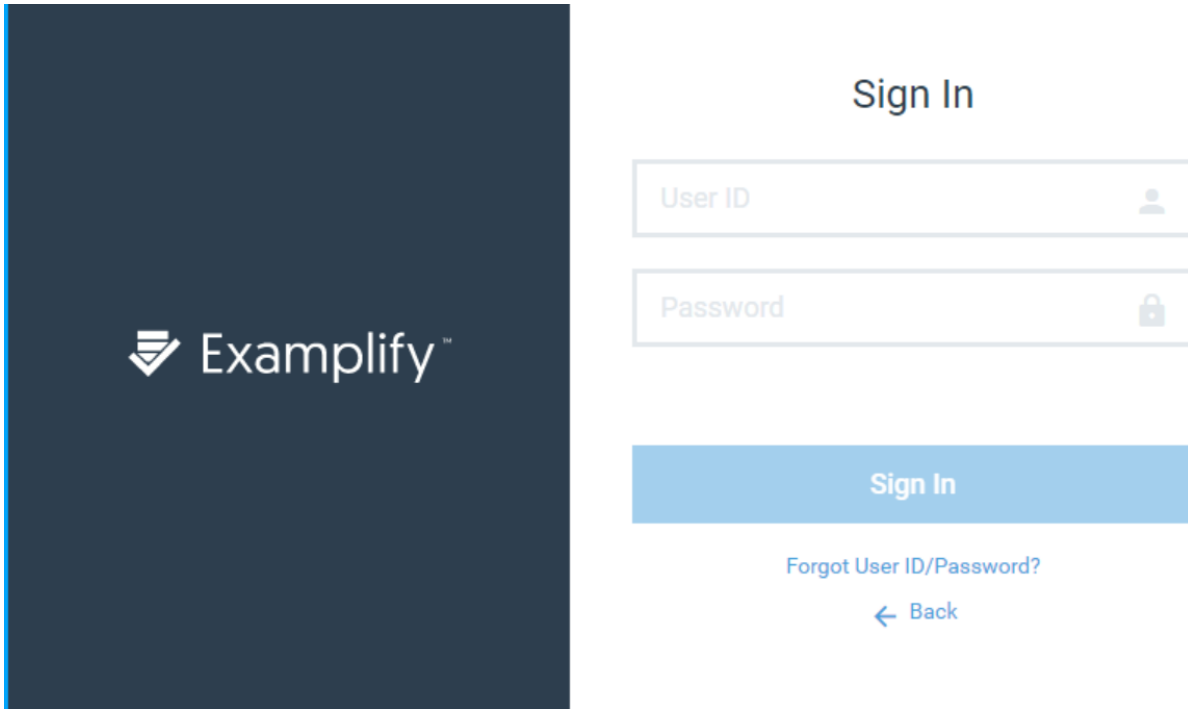 Examplify™
Sign In
User ID
Password
Sign In
Forgot User ID/Password?
Back